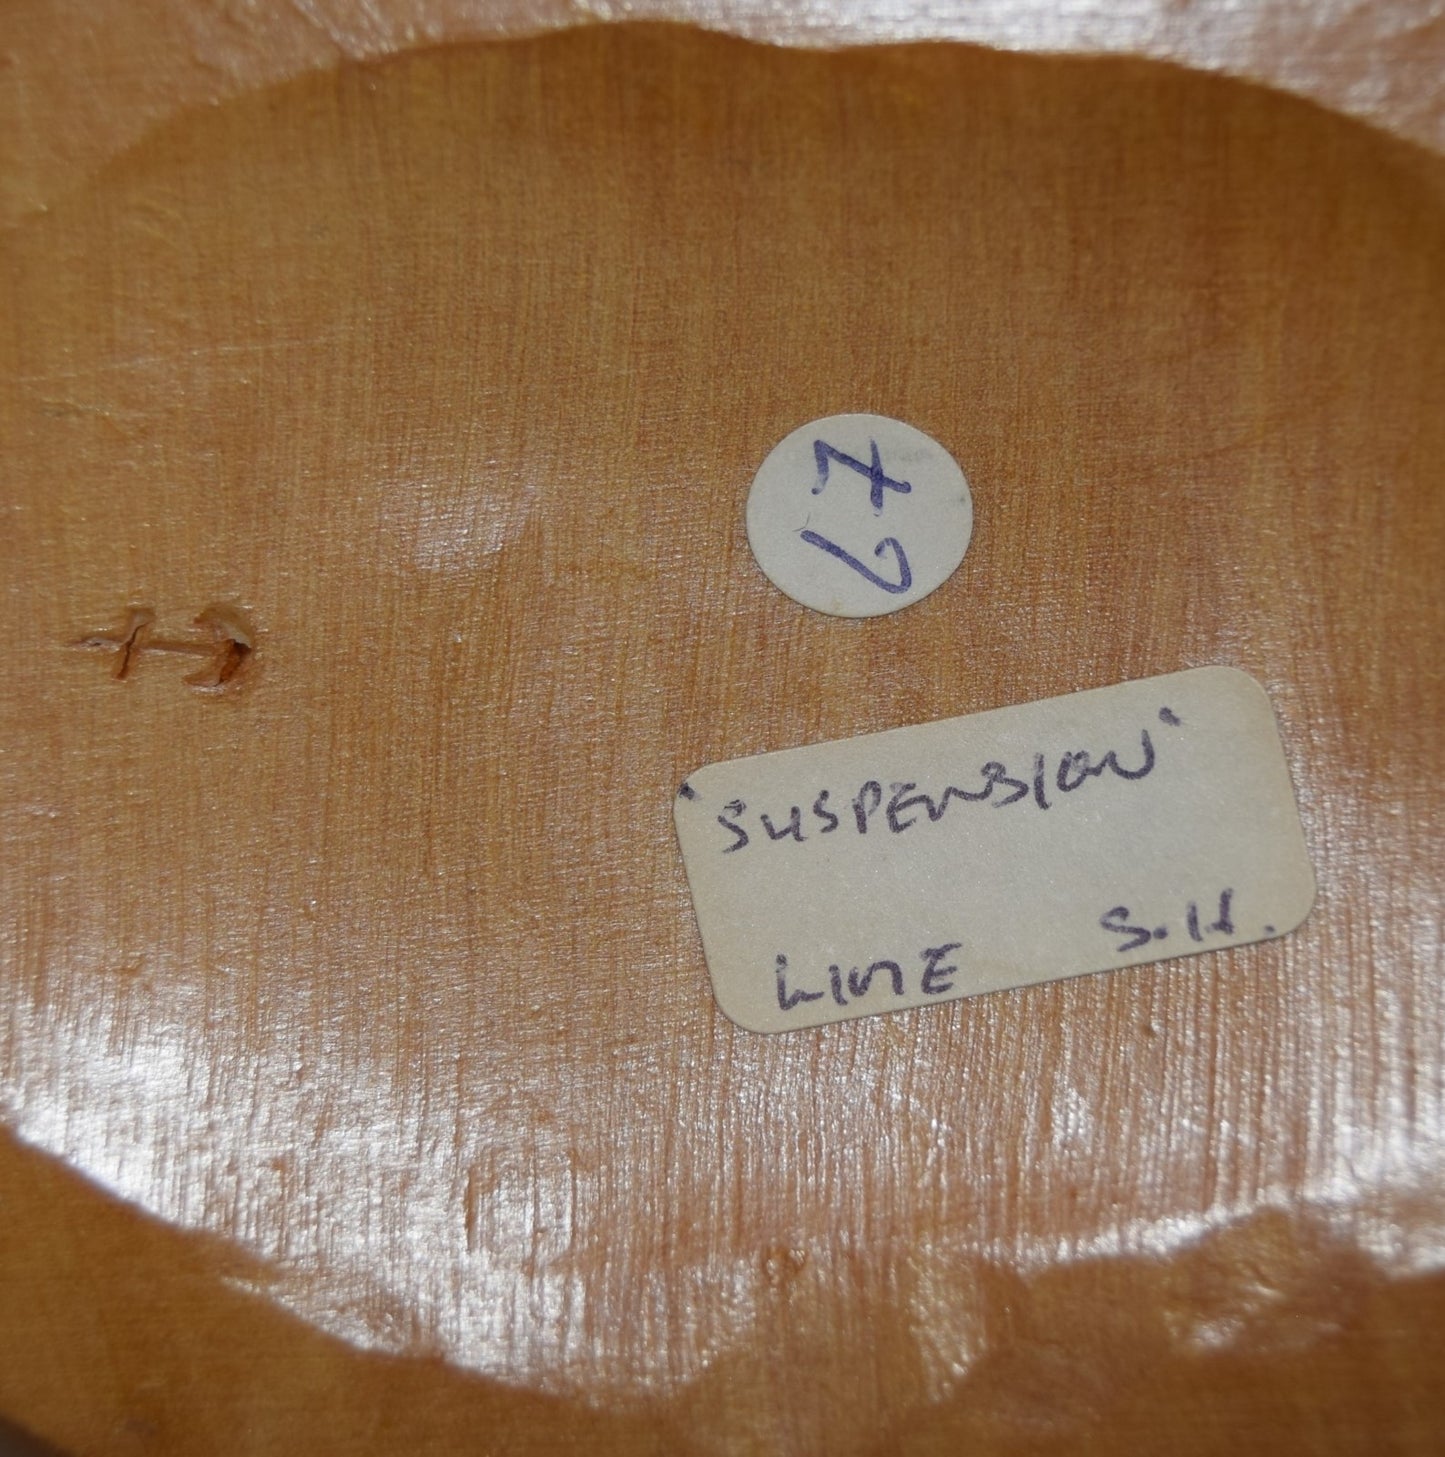 67
'SUSPENSION'
LIME S.H.